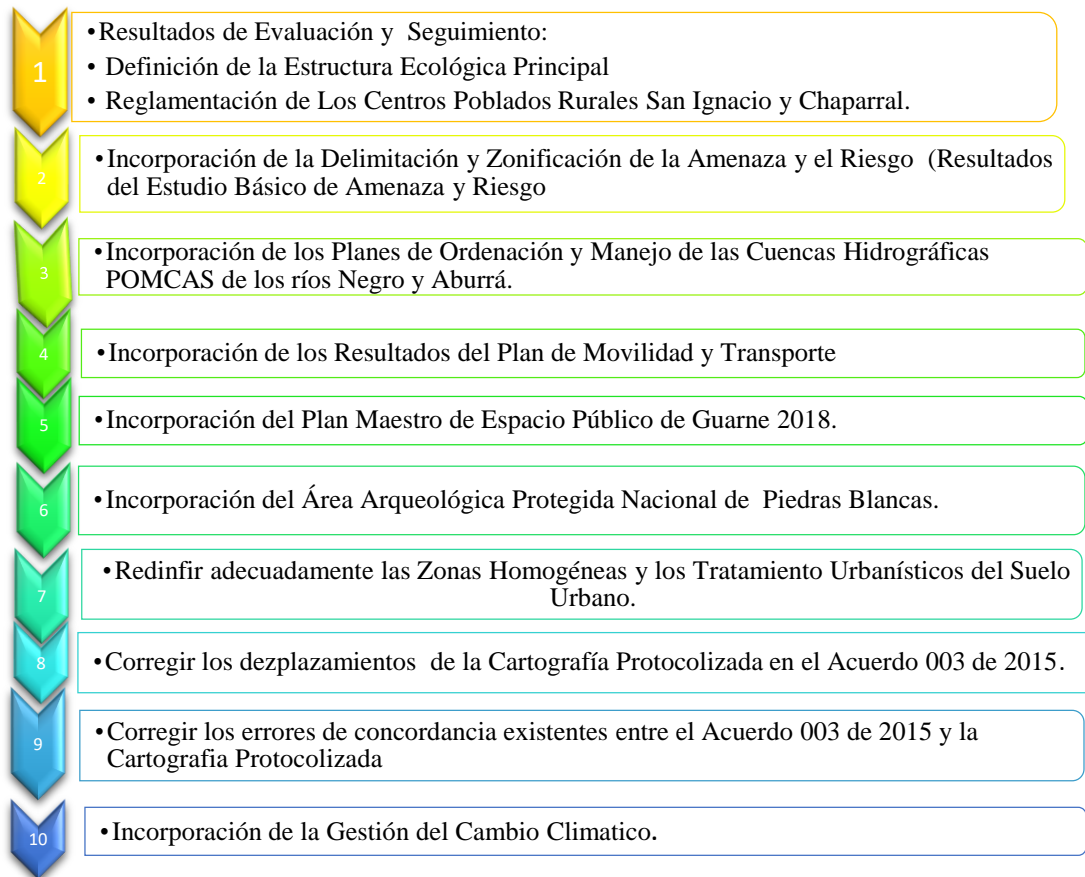 1
•Resultados de Evaluación y Seguimiento:
• Definición de la Estructura Ecológica Principal
• Reglamentación de Los Centros Poblados Rurales San Ignacio y Chaparral.
2
•Incorporación de la Delimitación y Zonificación de la Amenaza y el Riesgo (Resultados
del Estudio Básico de Amenaza y Riesgo
3
•Incorporación de los Planes de Ordenación y Manejo de las Cuencas Hidrográficas
POMCAS de los ríos Negro y Aburrá.
4
•Incorporación de los Resultados del Plan de Movilidad y Transporte
5
•Incorporación del Plan Maestro de Espacio Público de Guarne 2018.
6
•Incorporación del Área Arqueológica Protegida Nacional de Piedras Blancas.
7
•Redinfir adecuadamente las Zonas Homogéneas y los Tratamiento Urbanísticos del Suelo
Urbano.
8
•Corregir los dezplazamientos de la Cartografía Protocolizada en el Acuerdo 003 de 2015.
9
•Corregir los errores de concordancia existentes entre el Acuerdo 003 de 2015 y la
Cartografia Protocolizada
10
•Incorporación de la Gestión del Cambio Climatico.